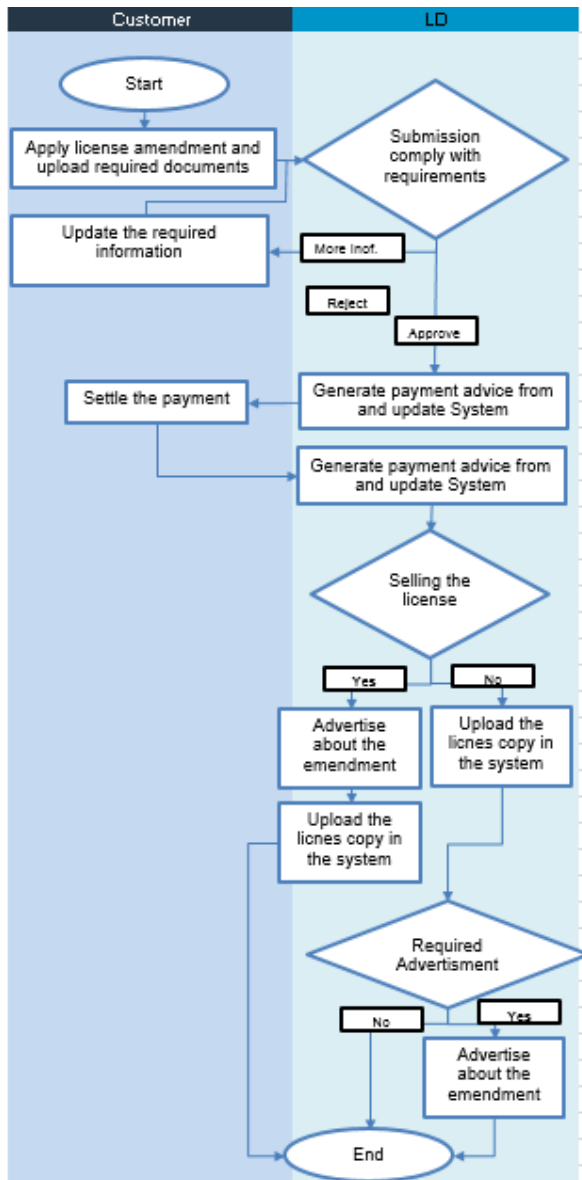 Customer
LD
Start
Apply license amendment and
upload required documents
Submission
comply with
requirements
Update the required
information
More Inof.
Reject
Approve
Settle the payment
Generate payment advice from
and update System
Generate payment advice from
and update System
Selling the
license
Yes
No
Advertise
about the
emendment
Upload the
licnes copy in
the system
Upload the
licnes copy in
the system
Required
Advertisment
No
Yes
Advertise
about the
emendment
End